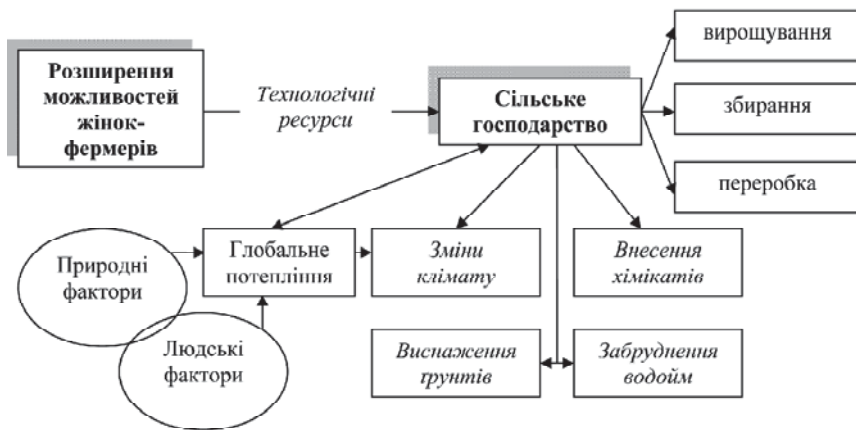 Розширення
можливостей
жінок-
фермерів
Технологічні
ресурси
Сільське
господарство
вирощування
збирання
переробка
Природні
фактори
Глобальне
потепління
Зміни
клімату
Внесення
хімікатів
Людські
фактори
Виснаження
ґрунтів
Забруднення
водойм